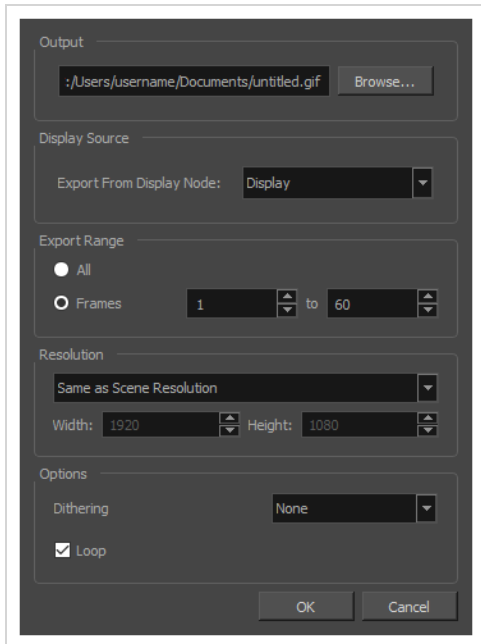 Output
:/Users/username/Documents/untitled.gif Browse...
Display Source
Export From Display Node: Display
Export Range
All
Frames 1 to 60
Resolution
Same as Scene Resolution
Width: 1920 Height: 1080
Options
Dithering None
Loop
OK Cancel